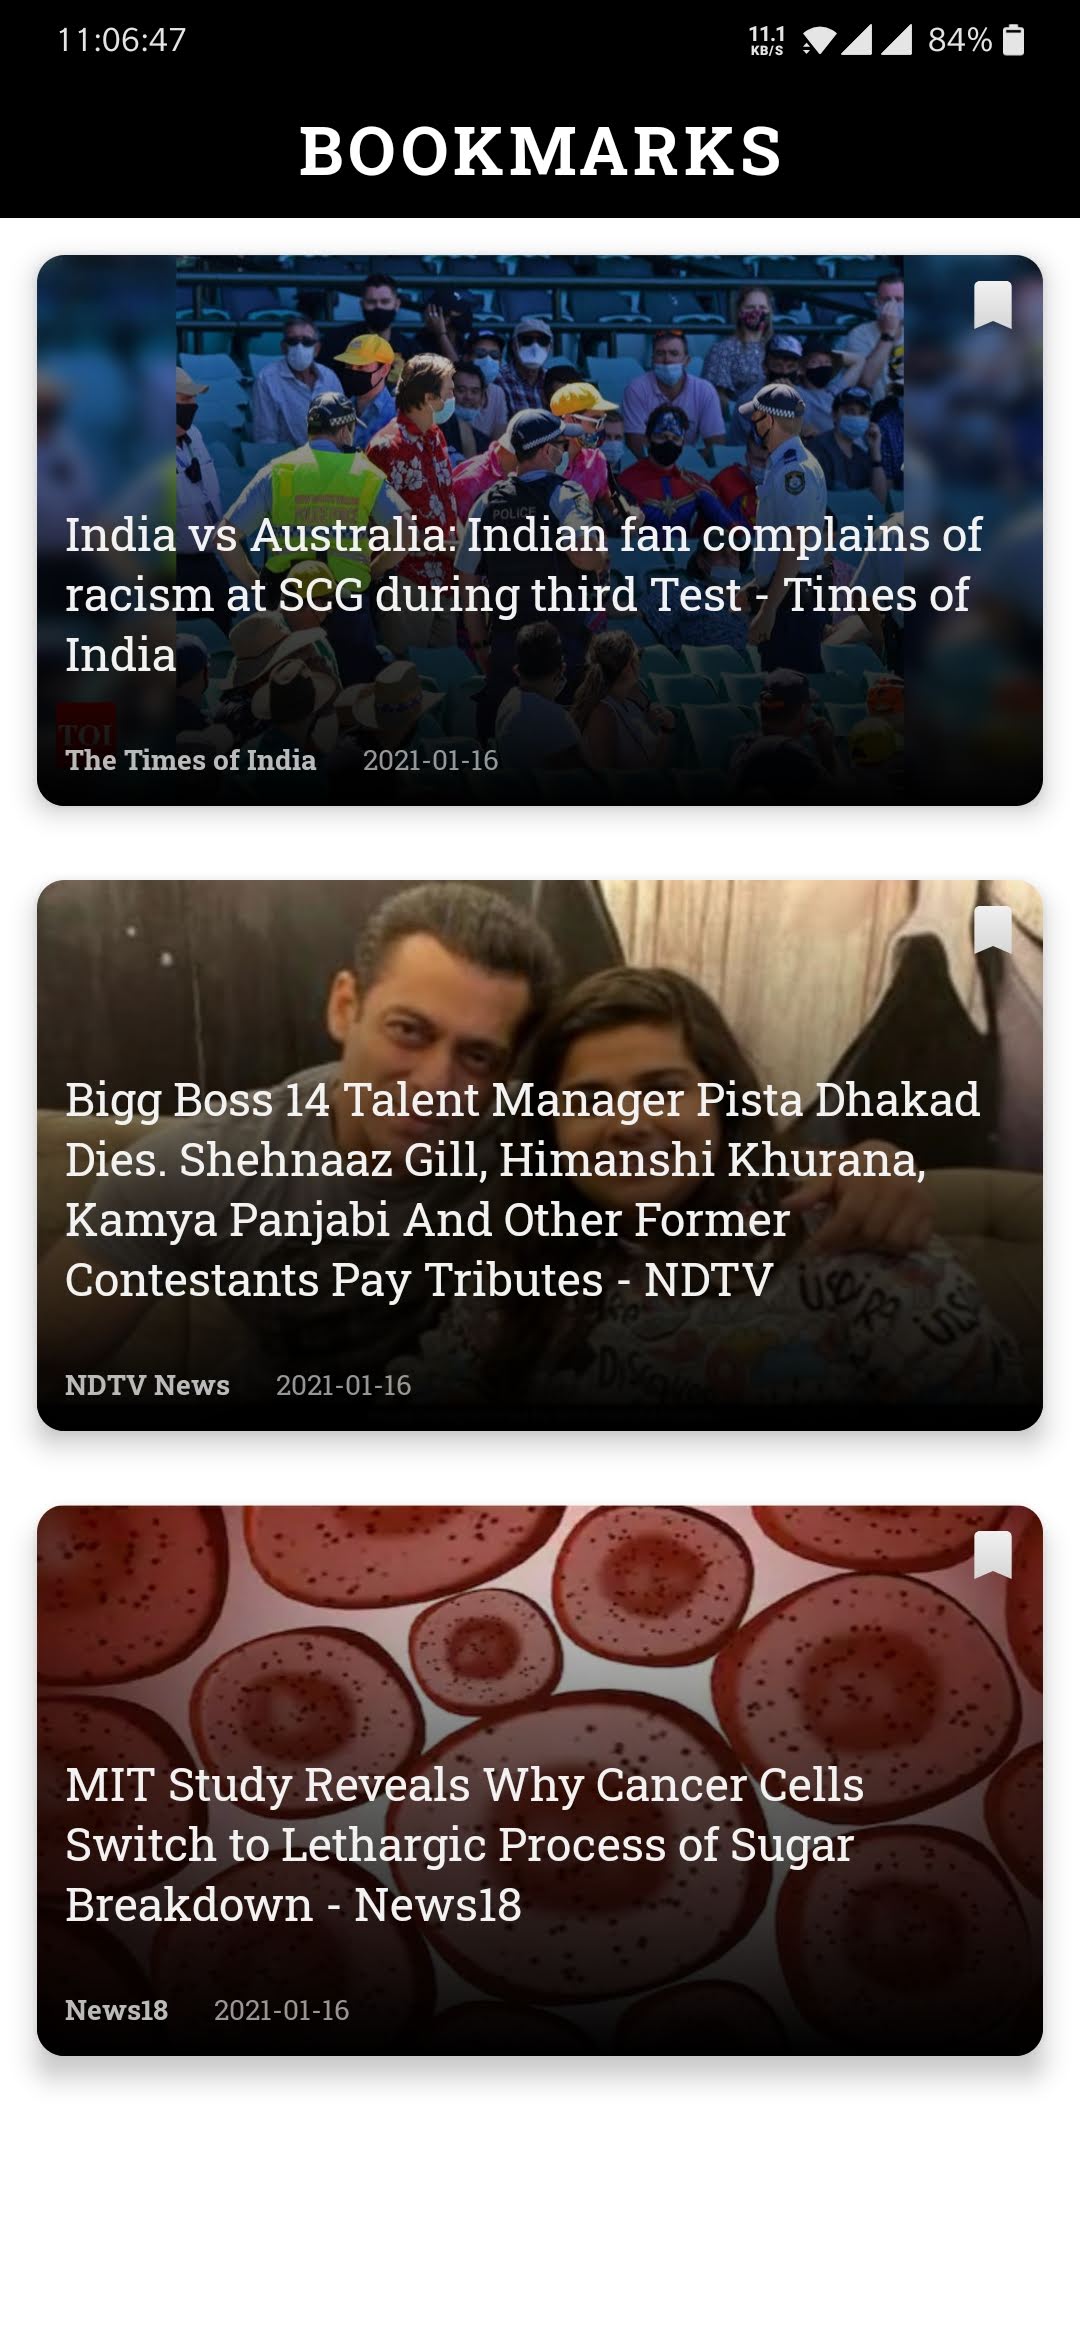 11:06:47
11.1
KB/S
84%
BOOKMARKS
POLICE
India vs Australia: Indian fan complains of
racism at SCG during third Test - Times of
India
TOI
The Times of India 2021-01-16
Bigg Boss 14 Talent Manager Pista Dhakad
Dies. Shehnaaz Gill, Himanshi Khurana,
Kamya Panjabi And Other Former
Contestants Pay Tributes - NDTV
NDTV News 2021-01-16
MIT Study Reveals Why Cancer Cells
Switch to Lethargic Process of Sugar
Breakdown - News18
News18 2021-01-16